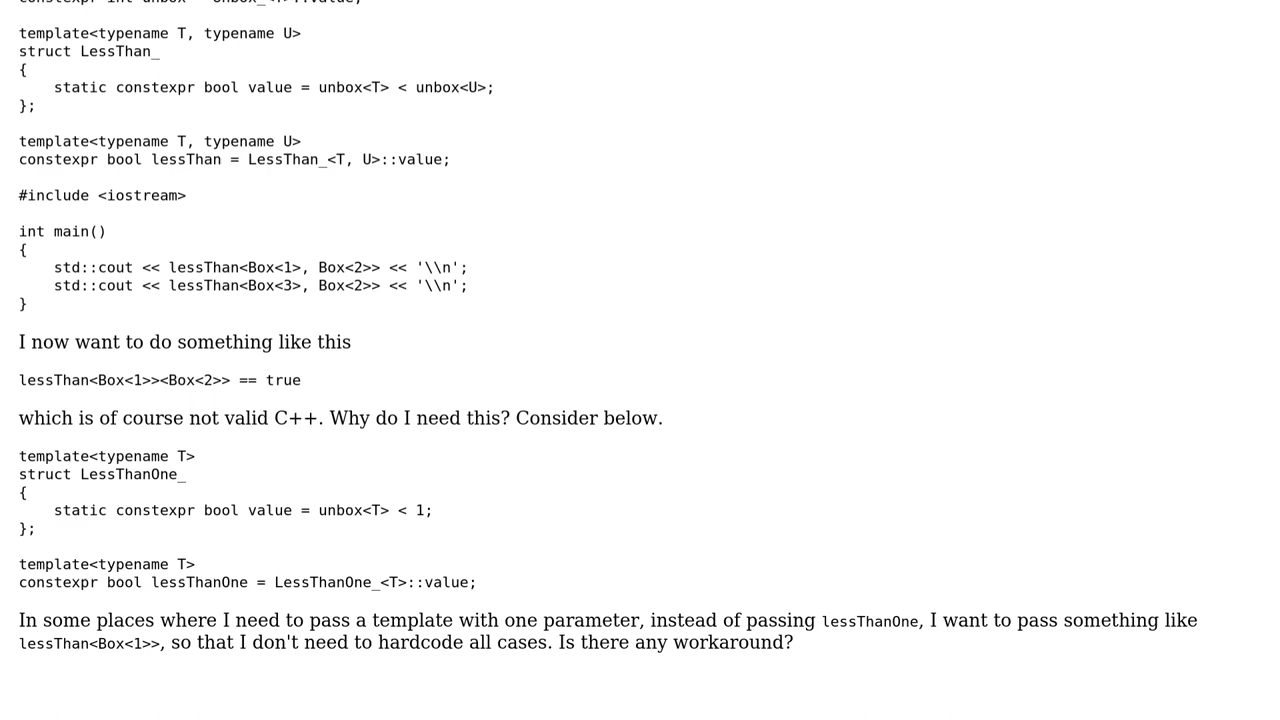 constexpr int unbox = Unbox_<T>::value;
template<typename T, typename U>
struct LessThan_
{
    static constexpr bool value = unbox<T> < unbox<U>;
};
template<typename T, typename U>
constexpr bool lessThan = LessThan_<T, U>::value;
#include <iostream>
int main()
{
    std::cout << lessThan<Box<1>, Box<2>> << '\\n';
    std::cout << lessThan<Box<3>, Box<2>> << '\\n';
}
I now want to do something like this
lessThan<Box<1>><Box<2>> == true
which is of course not valid C++. Why do I need this? Consider below.
template<typename T>
struct LessThanOne_
{
    static constexpr bool value = unbox<T> < 1;
};
template<typename T>
constexpr bool lessThanOne = LessThanOne_<T>::value;
In some places where I need to pass a template with one parameter, instead of passing lessThanOne, I want to pass something like
lessThan<Box<1>>, so that I don't need to hardcode all cases. Is there any workaround?